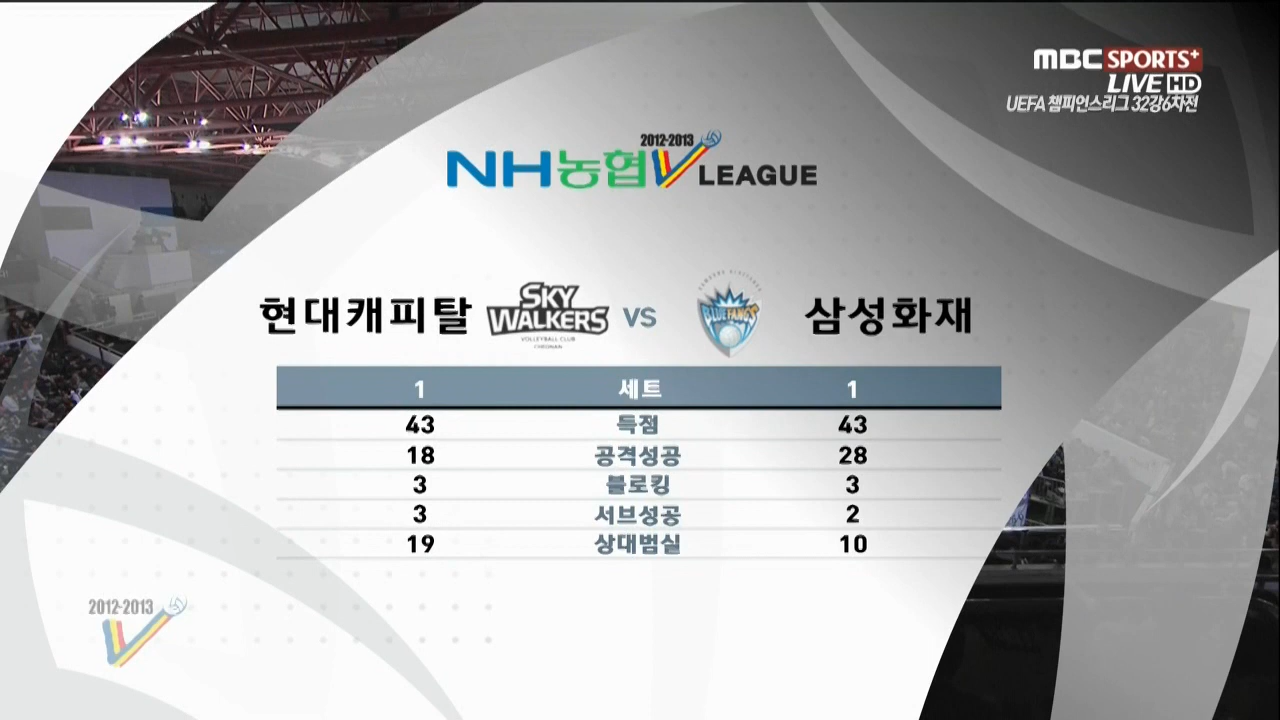 MBC SPORTS+
LIVE HD
UEFA 챔피언스리그 32강6차전
2012-2013
NH농협 V LEAGUE
현대캐피탈 SKY WALKERS VOLLEYBALL CLUB CHEONAN VS BLUEFANGS 삼성화재
1 세트 1
43 득점 43
18 공격성공 28
3 블로킹 3
3 서브성공 2
19 상대범실 10
2012-2013
V